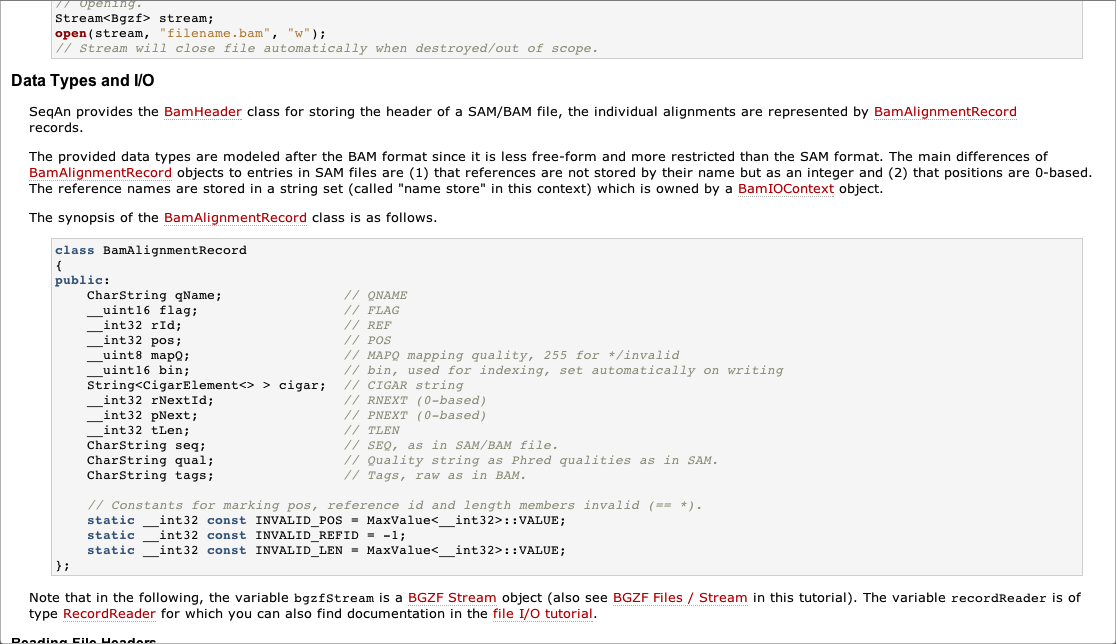 // Opening.
Stream<Bgzf> stream;
open(stream, "filename.bam", "w");
// Stream will close file automatically when destroyed/out of scope.
Data Types and I/O
SeqAn provides the BamHeader class for storing the header of a SAM/BAM file, the individual alignments are represented by BamAlignmentRecord
records.
The provided data types are modeled after the BAM format since it is less free-form and more restricted than the SAM format. The main differences of
BamAlignmentRecord objects to entries in SAM files are (1) that references are not stored by their name but as an integer and (2) that positions are 0-based.
The reference names are stored in a string set (called "name store" in this context) which is owned by a BamIOContext object.
The synopsis of the BamAlignmentRecord class is as follows.
class BamAlignmentRecord
{
public:
    CharString qName;               // QNAME
    __uint16 flag;                  // FLAG
    __int32 rId;                    // REF
    __int32 pos;                    // POS
    __uint8 mapQ;                   // MAPQ mapping quality, 255 for */invalid
    __uint16 bin;                   // bin, used for indexing, set automatically on writing
    String<CigarElement<> > cigar;  // CIGAR string
    __int32 rNextId;                // RNEXT (0-based)
    __int32 pNext;                  // PNEXT (0-based)
    __int32 tLen;                   // TLEN
    CharString seq;                 // SEQ, as in SAM/BAM file.
    CharString qual;                // Quality string as Phred qualities as in SAM.
    CharString tags;                // Tags, raw as in BAM.
    // Constants for marking pos, reference id and length members invalid (== *).
    static __int32 const INVALID_POS = MaxValue<__int32>::VALUE;
    static __int32 const INVALID_REFID = -1;
    static __int32 const INVALID_LEN = MaxValue<__int32>::VALUE;
};
Note that in the following, the variable bgzfStream is a BGZF Stream object (also see BGZF Files / Stream in this tutorial). The variable recordReader is of
type RecordReader for which you can also find documentation in the file I/O tutorial.
Reading File Headers